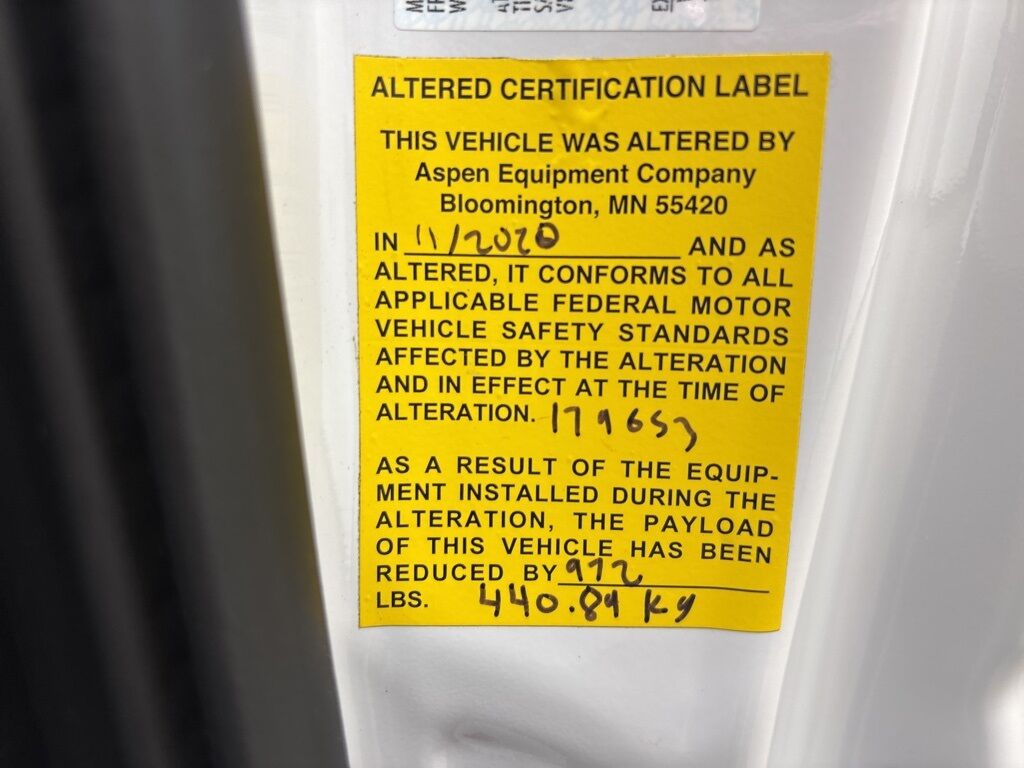 ALTERED CERTIFICATION LABEL
THIS VEHICLE WAS ALTERED BY
Aspen Equipment Company
Bloomington, MN 55420
IN 11/2020 AND AS
ALTERED, IT CONFORMS TO ALL
APPLICABLE FEDERAL MOTOR
VEHICLE SAFETY STANDARDS
AFFECTED BY THE ALTERATION
AND IN EFFECT AT THE TIME OF
ALTERATION. 179653
AS A RESULT OF THE EQUIP-
MENT INSTALLED DURING THE
ALTERATION, THE PAYLOAD
OF THIS VEHICLE HAS BEEN
REDUCED BY 972
LBS. 440.89 kg